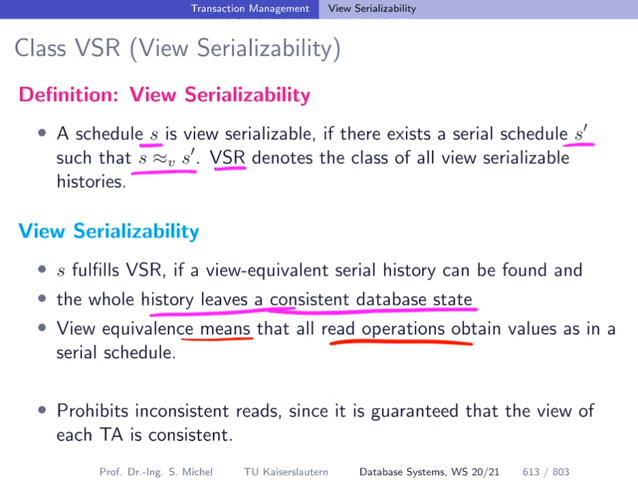 Transaction Management View Serializability
Class VSR (View Serializability)
Definition: View Serializability
• A schedule s is view serializable, if there exists a serial schedule s′
such that s ≈v s′. VSR denotes the class of all view serializable
histories.
View Serializability
• s fulfills VSR, if a view-equivalent serial history can be found and
• the whole history leaves a consistent database state
• View equivalence means that all read operations obtain values as in a
serial schedule.
• Prohibits inconsistent reads, since it is guaranteed that the view of
each TA is consistent.
Prof. Dr.-Ing. S. Michel TU Kaiserslautern Database Systems, WS 20/21 613 / 803